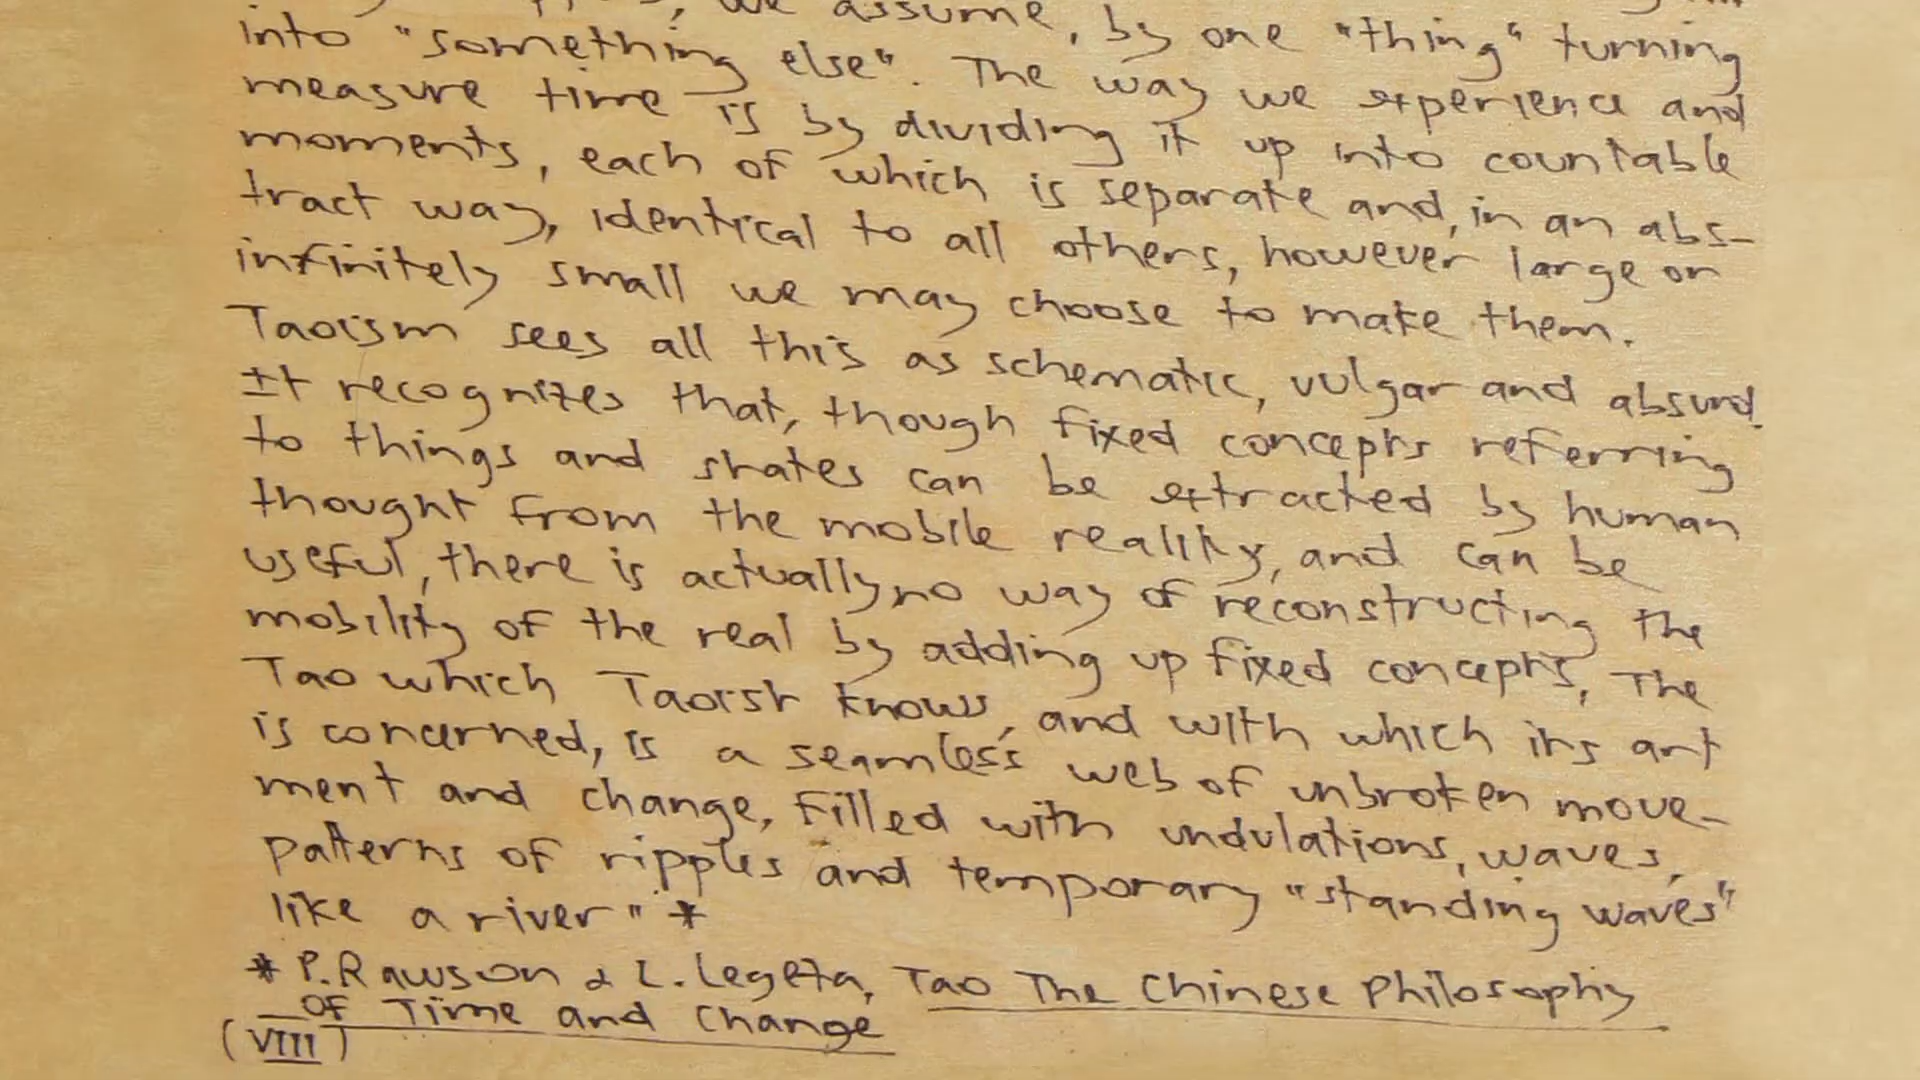 we assume, by one "thing" turning
into "something else". The way we experience and
measure time is by dividing it up into countable
moments, each of which is separate and, in an abs-
tract way, identical to all others, however large or
infinitely small we may choose to make them.
Taoism sees all this as schematic, vulgar and absurd.
It recognizes that, though fixed concepts referring
to things and states can be extracted by human
thought from the mobile reality, and can be
useful, there is actually no way of reconstructing the
mobility of the real by adding up fixed concepts. The
Tao which Taoist knows, and with which its art
is concerned, is a seamless web of unbroken move-
ment and change, filled with undulations, waves,
patterns of ripples and temporary "standing waves"
like a river" *
* P. Rawson & L. Legeza, Tao The Chinese Philosophy
of Time and Change
(VIII)